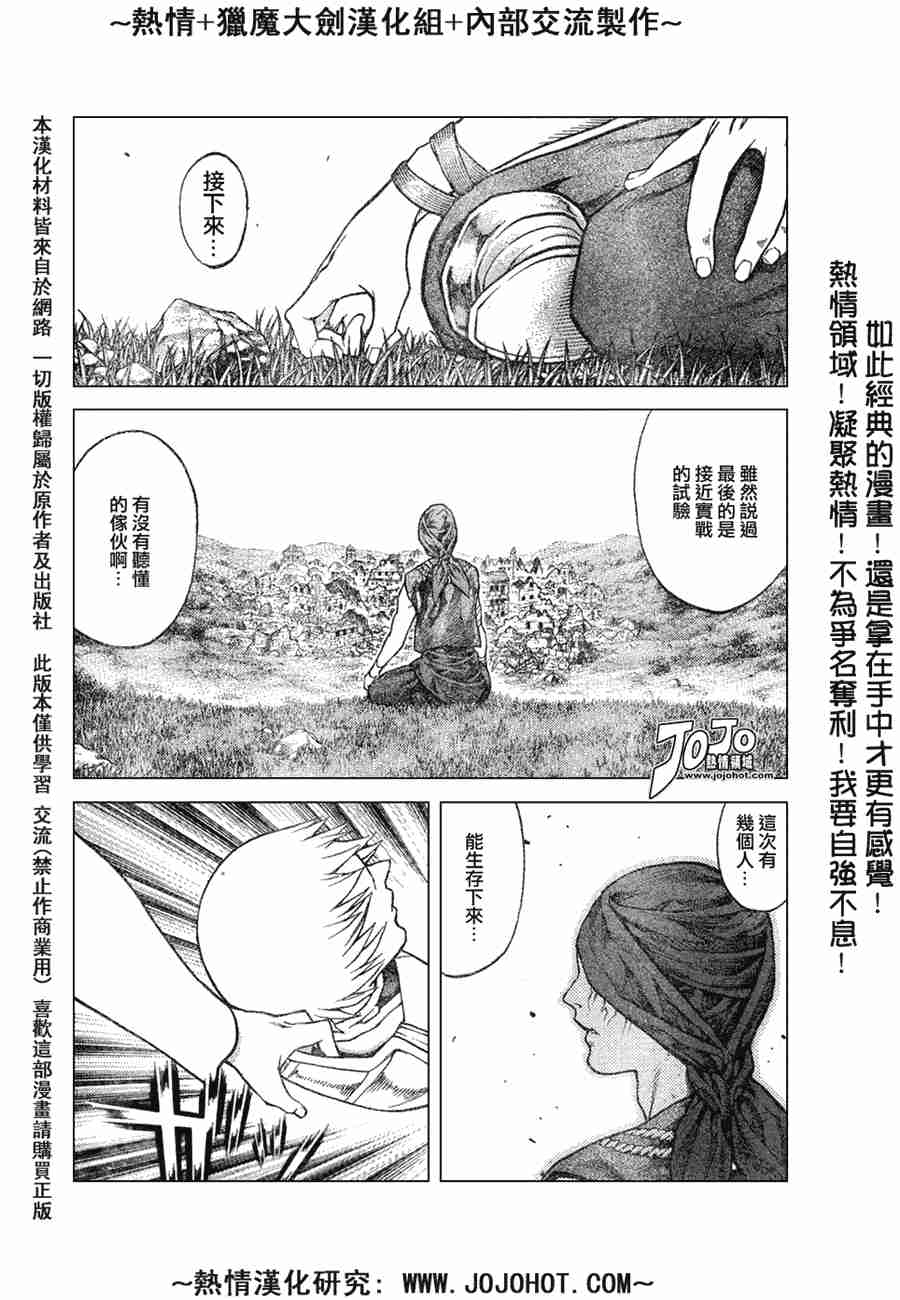 ~熱情+獵魔大劍漢化組+內部交流製作~
接下來…
雖然説過
最後的是
接近實戰
的試驗
有沒有聽懂
的傢伙啊…
JOJO
熱情領域
www.jojohot.com
這次有
幾個人…
能生存下來…
ガ
如此經典的漫畫！還是拿在手中才更有感覺！
熱情領域！凝聚熱情！不為爭名奪利！我要自強不息！
本漢化材料皆來自於網路 一切版權歸屬於原作者及出版社 此版本僅供學習 交流(禁止作商業用) 喜歡這部漫畫請購買正版
~熱情漢化研究: WWW.JOJOHOT.COM~